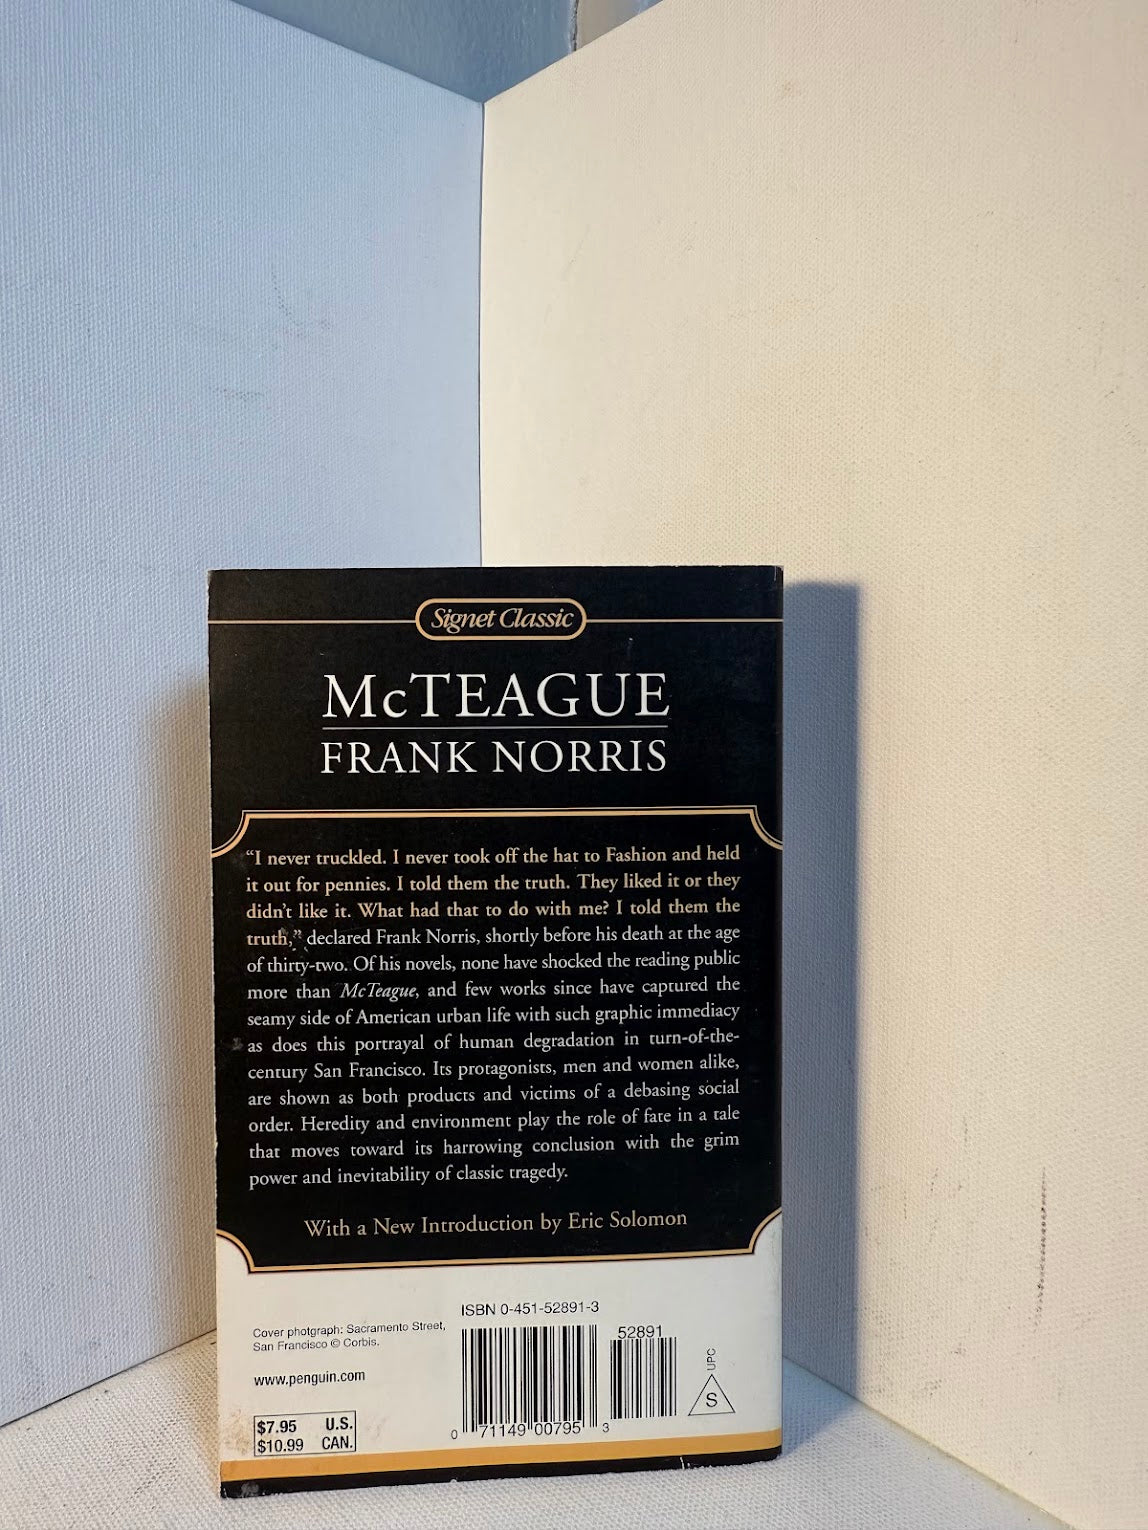 Signet Classic
McTEAGUE
FRANK NORRIS
“I never truckled. I never took off the hat to Fashion and held
it out for pennies. I told them the truth. They liked it or they
didn’t like it. What had that to do with me? I told them the
truth,” declared Frank Norris, shortly before his death at the age
of thirty-two. Of his novels, none have shocked the reading public
more than McTeague, and few works since have captured the
seamy side of American urban life with such graphic immediacy
as does this portrayal of human degradation in turn-of-the-
century San Francisco. Its protagonists, men and women alike,
are shown as both products and victims of a debasing social
order. Heredity and environment play the role of fate in a tale
that moves toward its harrowing conclusion with the grim
power and inevitability of classic tragedy.
With a New Introduction by Eric Solomon
Cover photgraph: Sacramento Street,
San Francisco © Corbis.
www.penguin.com
$7.95 U.S.
$10.99 CAN.
ISBN 0-451-52891-3
52891
0 71149 00795 3
UPC
S